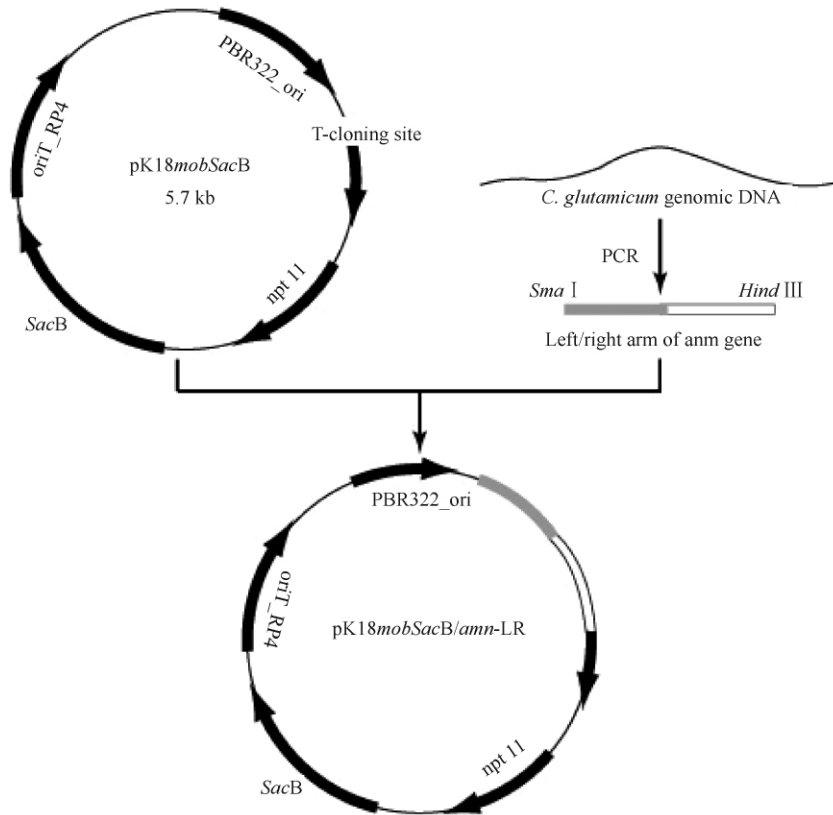 PBR322_ori
oriT_RP4
T-cloning site
pK18mobSacB
5.7 kb
npt 11
SacB
C. glutamicum genomic DNA
PCR
Sma I
Hind III
Left/right arm of anm gene
PBR322_ori
oriT_RP4
pK18mobSacB/amn-LR
SacB
npt 11